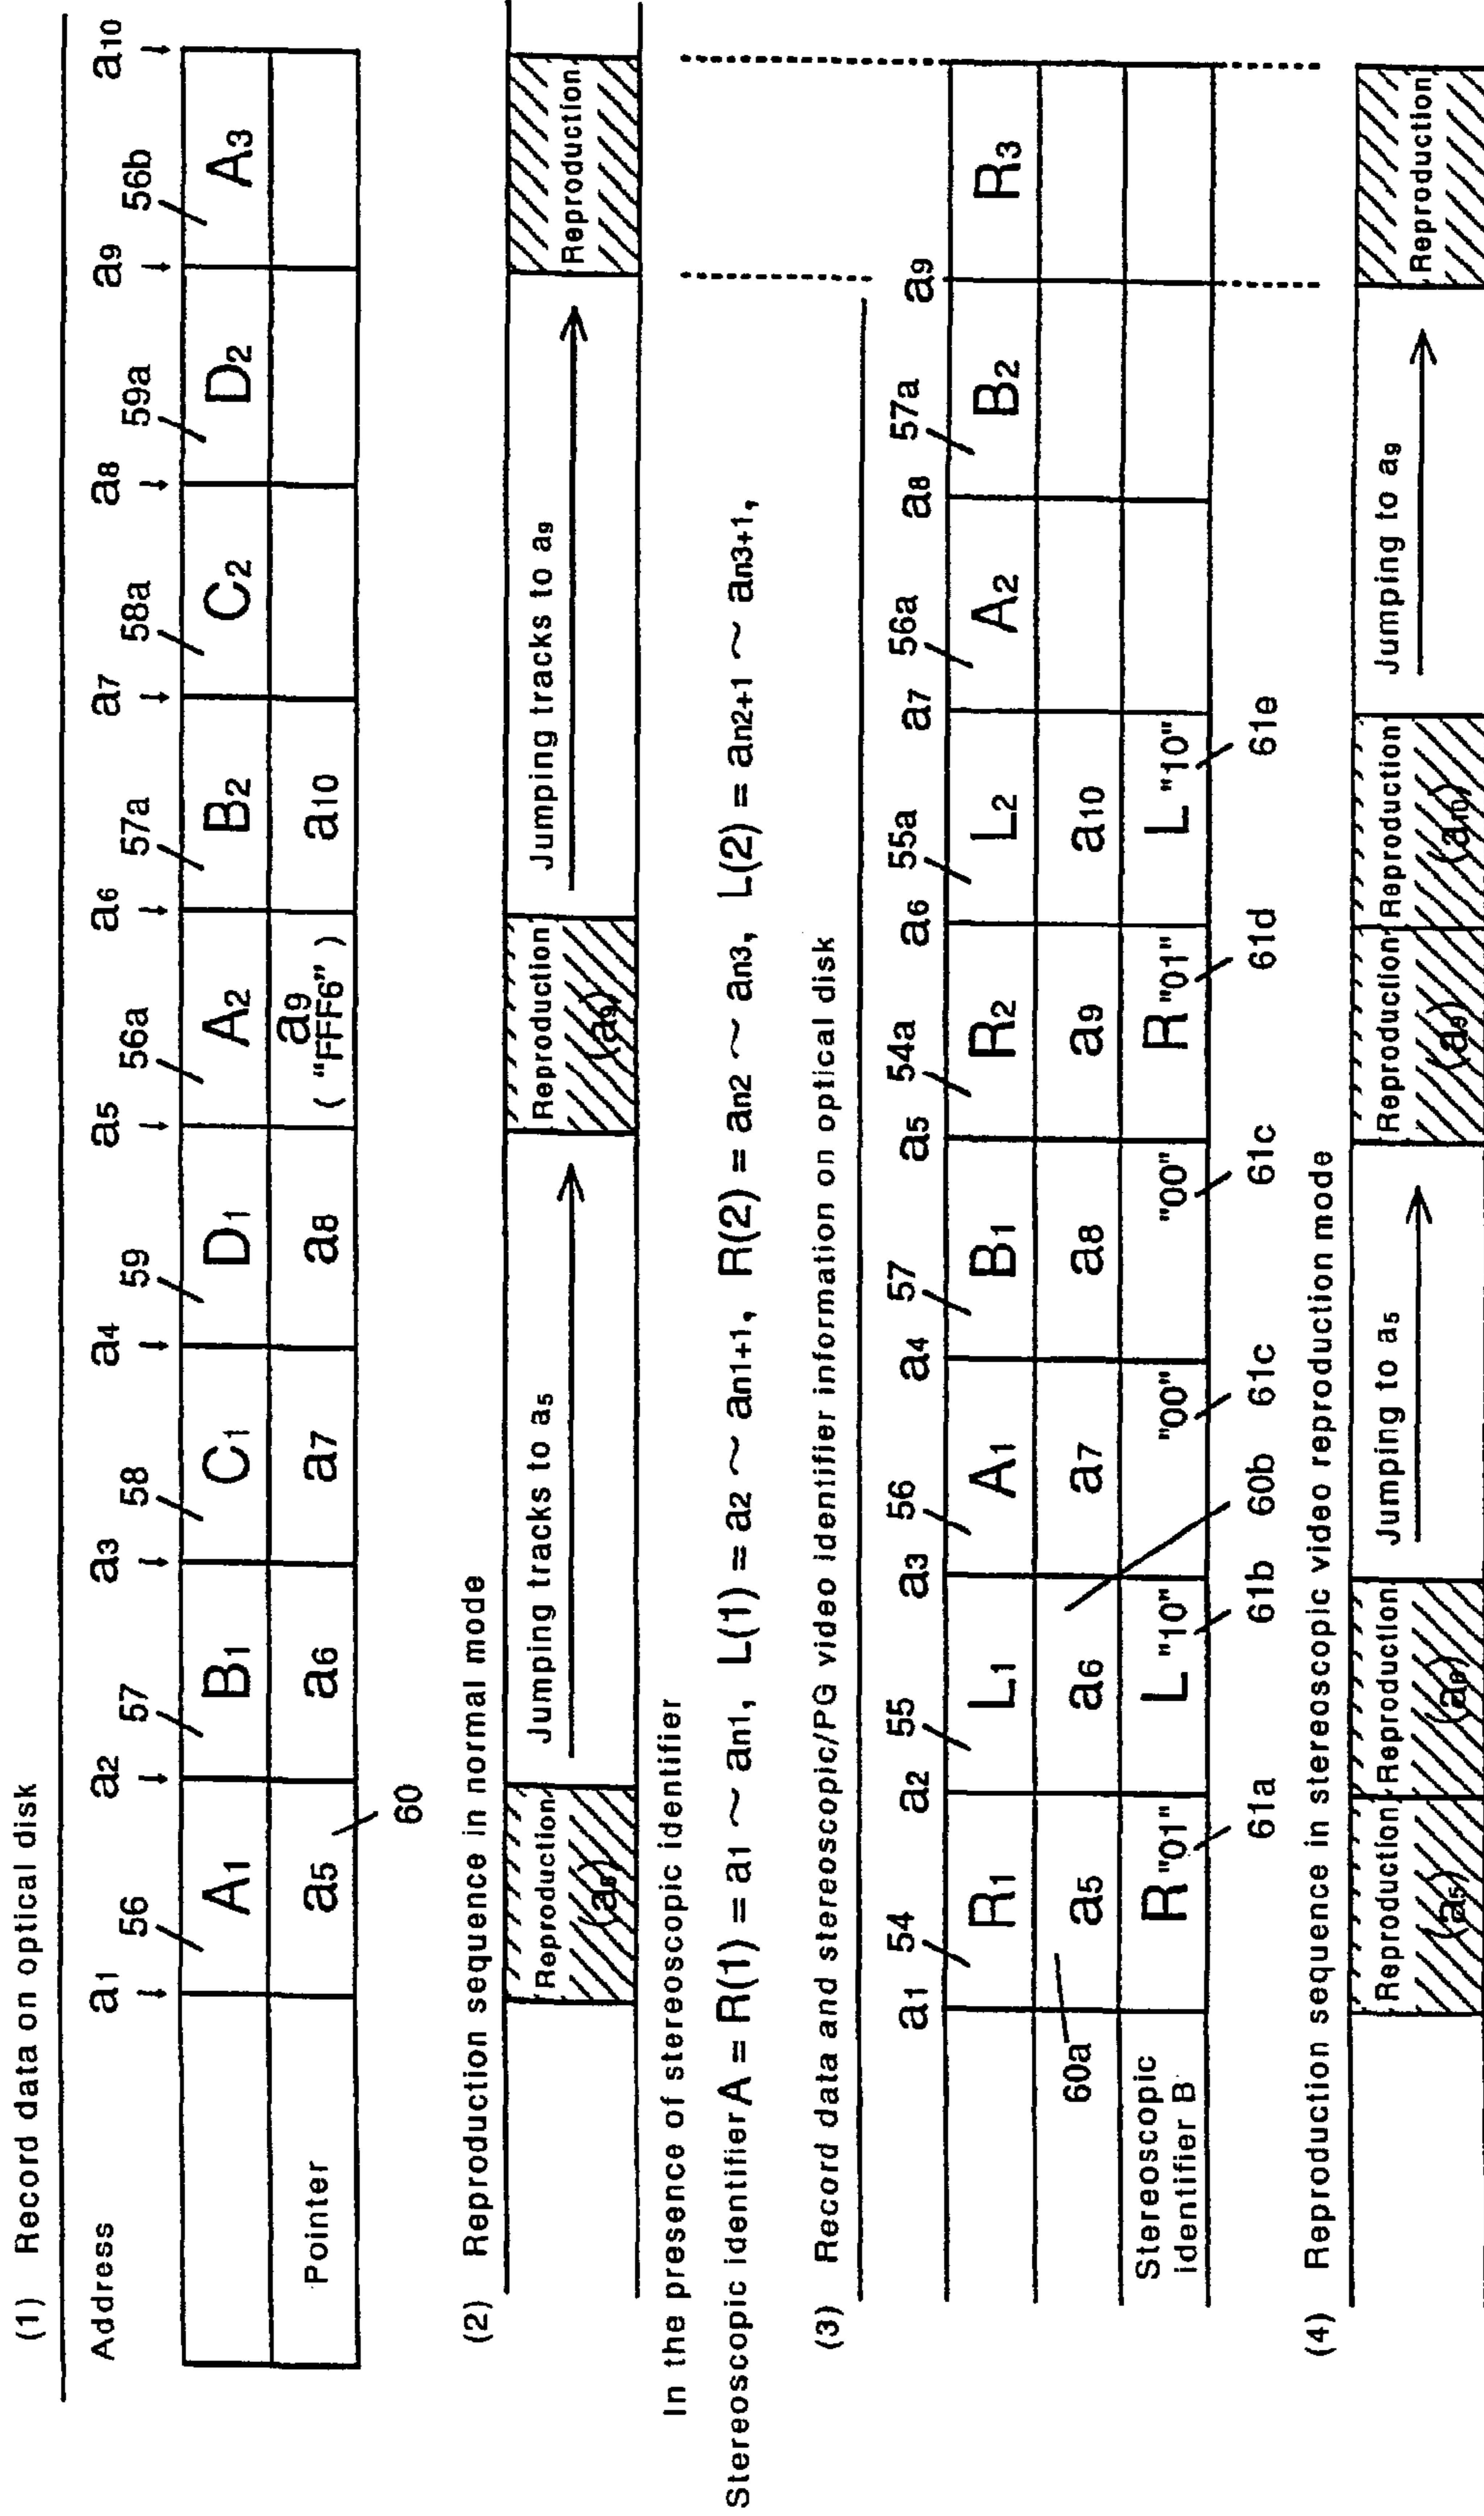 (1) Record data on optical disk
Address a1 a2 a3 a4 a5 a6 a7 a8 a9 a10
56 57 58 59 56a 57a 58a 59a 56b
A1 B1 C1 D1 A2 B2 C2 D2 A3
Pointer a5 a6 a7 a8 a9 ( "FFF6" ) a10
60
(2) Reproduction sequence in normal mode
Reproduction Jumping tracks to a5 Reproduction Jumping tracks to a9 Reproduction
(a5) (a9)
In the presence of stereoscopic identifier
Stereoscopic identifier A = R(1) = a1 ~ an1, L(1) = a2 ~ an1+1, R(2) = an2 ~ an3, L(2) = an2+1 ~ an3+1,
(3) Record data and stereoscopic/PG video identifier information on optical disk
a1 a2 a3 a4 a5 a6 a7 a8 a9
54 55 56 57 54a 55a 56a 57a
R1 L1 A1 B1 R2 L2 A2 B2 R3
60a a5 a6 a7 a8 a9 a10
Stereoscopic identifier B R "01" L "10" "00" "00" R "01" L "10"
61a 61b 60b 61c 61c 61d 61e
(4) Reproduction sequence in stereoscopic video reproduction mode
Reproduction Reproduction Jumping to a5 Reproduction Reproduction Jumping to a9 Reproduction
(a5) (a6) (a9) (a10)